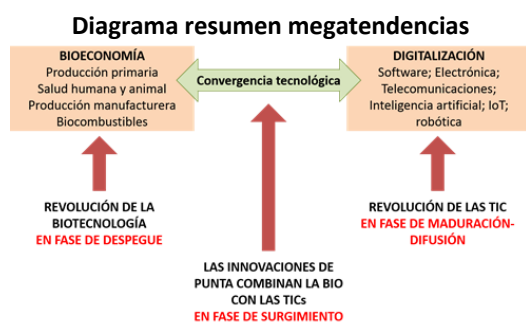 Diagrama resumen megatendencias
BIOECONOMÍA
Producción primaria
Salud humana y animal
Producción manufacturera
Biocombustibles
Convergencia tecnológica
DIGITALIZACIÓN
Software; Electrónica;
Telecomunicaciones;
Inteligencia artificial; IoT;
robótica
REVOLUCIÓN DE LA
BIOTECNOLOGÍA
EN FASE DE DESPEGUE
LAS INNOVACIONES DE
PUNTA COMBINAN LA BIO
CON LAS TICs
EN FASE DE SURGIMIENTO
REVOLUCIÓN DE LAS TIC
EN FASE DE MADURACIÓN-
DIFUSIÓN